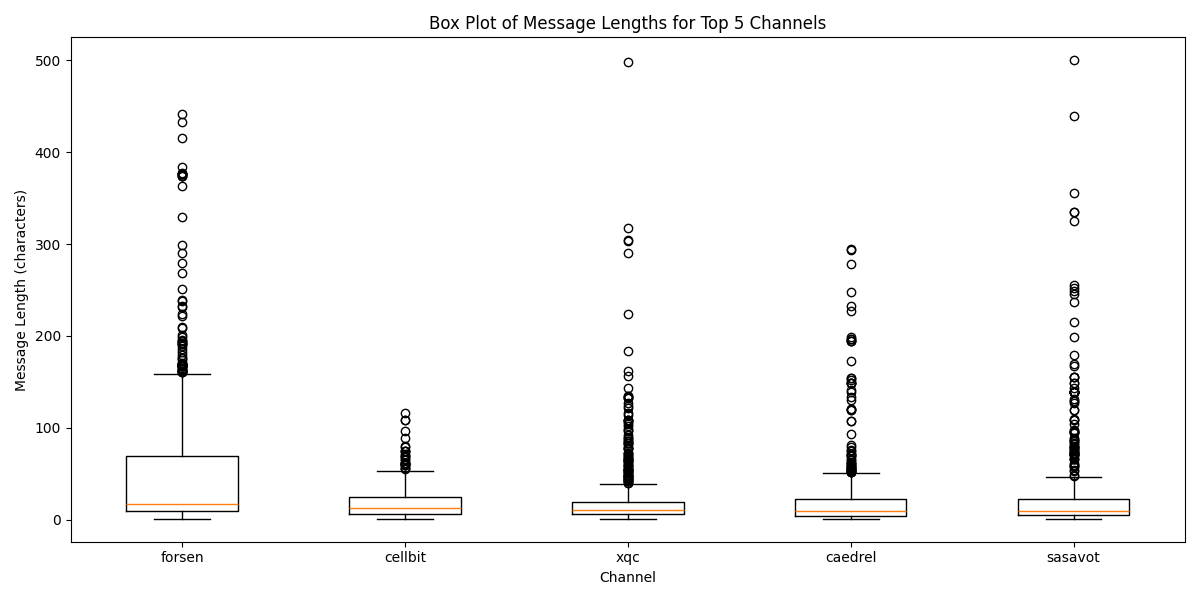 Box Plot of Message Lengths for Top 5 Channels
Message Length (characters)
500
400
300
200
100
0
forsen cellbit xqc caedrel sasavot
Channel